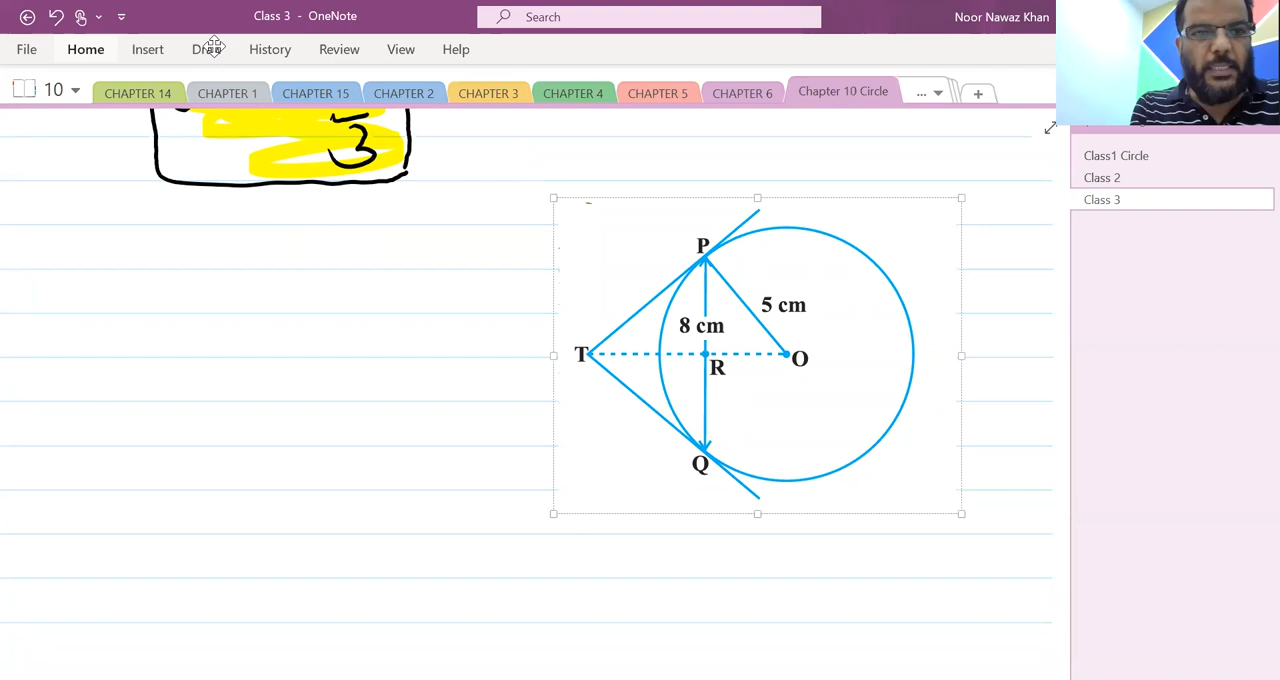 Class 3 - OneNote
Search
Noor Nawaz Khan
File Home Insert Draw History Review View Help
10
CHAPTER 14 CHAPTER 1 CHAPTER 15 CHAPTER 2 CHAPTER 3 CHAPTER 4 CHAPTER 5 CHAPTER 6 Chapter 10 Circle ... +
Class1 Circle
Class 2
Class 3
3
P
5 cm
8 cm
T
R
O
Q